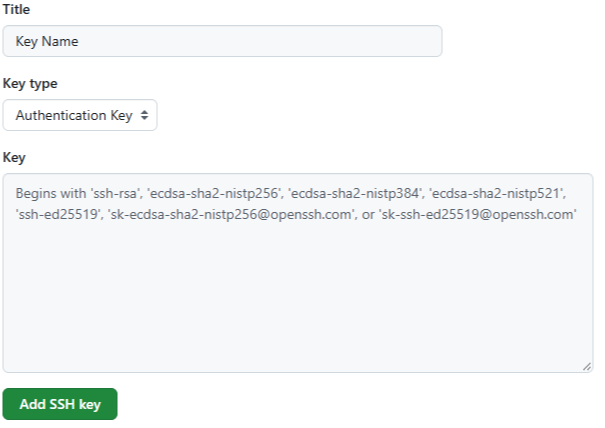 Title
Key Name
Key type
Authentication Key
Key
Begins with 'ssh-rsa', 'ecdsa-sha2-nistp256', 'ecdsa-sha2-nistp384', 'ecdsa-sha2-nistp521',
'ssh-ed25519', 'sk-ecdsa-sha2-nistp256@openssh.com', or 'sk-ssh-ed25519@openssh.com'
Add SSH key